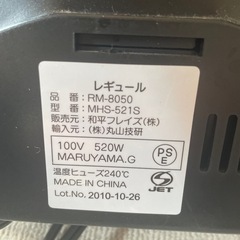 レギュール
品　番：RM-8050
型　番：MHS-521S
販売元：和平フレイズ（株）
輸入元：（株）丸山技研
100V 520W
MARUYAMA.G
PS
E
温度ヒューズ240℃
MADE IN CHINA
JET
Lot.No. 2010-10-26